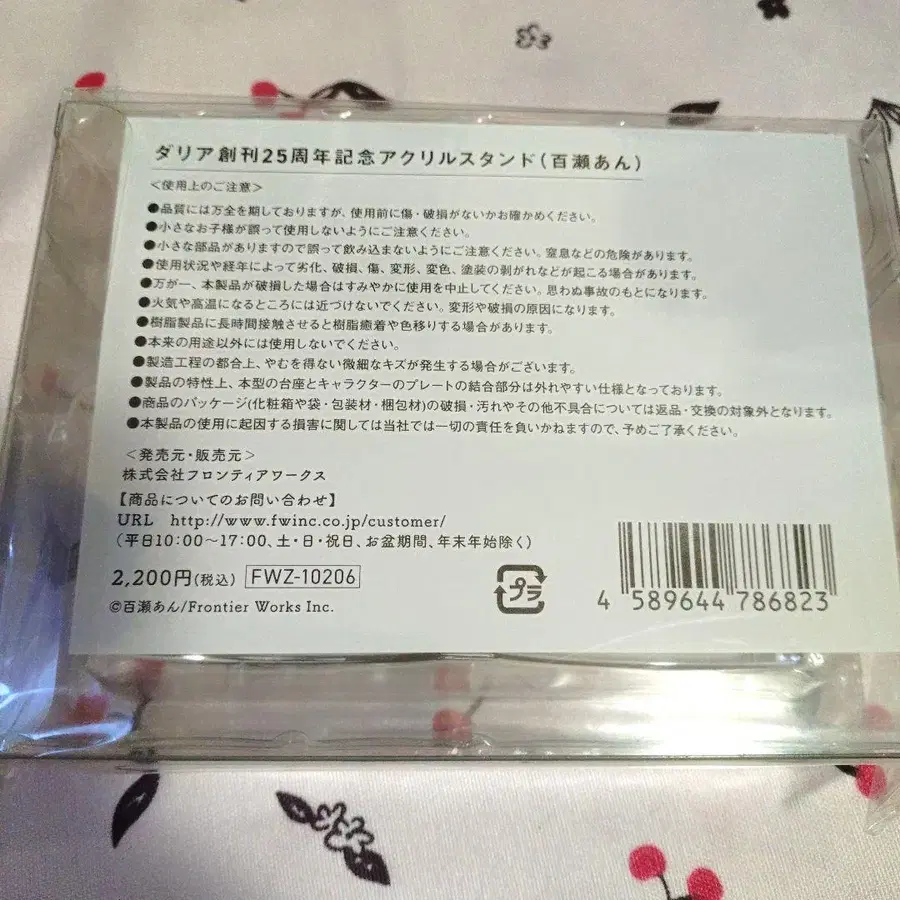 ダリア創刊25周年記念アクリルスタンド(百瀬あん)
＜使用上のご注意＞
●品質には万全を期しておりますが、使用前に傷・破損がないかお確かめください。
●小さなお子様が誤って使用しないようにご注意ください。
●小さな部品がありますので誤って飲み込まないようにご注意ください。窒息などの危険があります。
●使用状況や経年によって劣化、破損、傷、変形、変色、塗装の剥がれなどが起こる場合があります。
●万が一、本製品が破損した場合はすみやかに使用を中止してください。思わぬ事故のもとになります。
●火気や高温になるところには近づけないでください。変形や破損の原因になります。
●樹脂製品に長時間接触させると樹脂癒着や色移りする場合があります。
●本来の用途以外には使用しないでください。
●製造工程の都合上、やむを得ない微細なキズが発生する場合がございます。
●製品の特性上、本型の台座とキャラクターのプレートの結合部分は外れやすい仕様となっております。
●商品のパッケージ(化粧箱や袋・包装材・梱包材)の破損・汚れやその他不具合については返品・交換の対象外となります。
●本製品の使用に起因する損害に関しては当社では一切の責任を負いかねますので、予めご了承ください。
＜発売元・販売元＞
株式会社フロンティアワークス
【商品についてのお問い合わせ】
URL http://www.fwinc.co.jp/customer/
(平日10:00〜17:00、土・日・祝日、お盆期間、年末年始除く)
2,200円(税込) FWZ-10206
©百瀬あん/Frontier Works Inc.
プラ
4 589644 786823